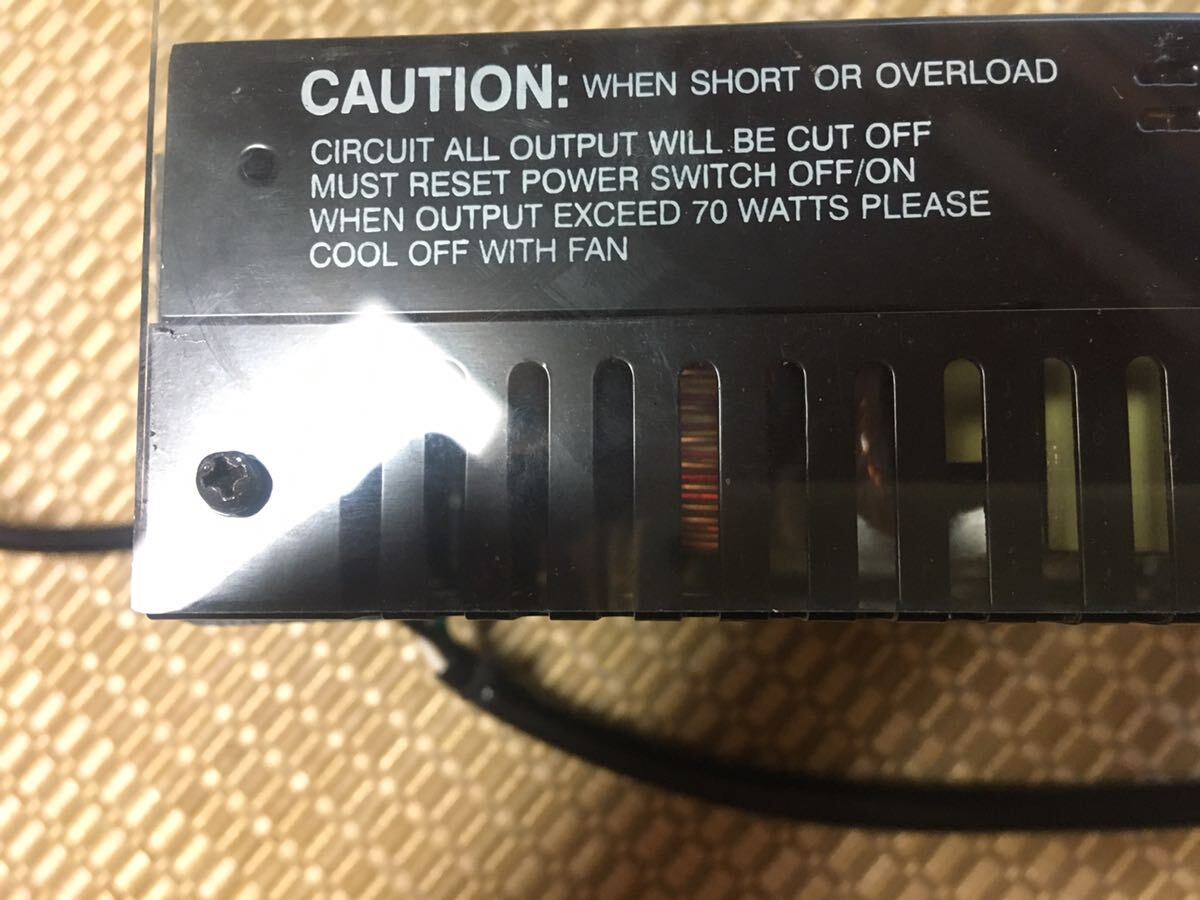 CAUTION: WHEN SHORT OR OVERLOAD
CIRCUIT ALL OUTPUT WILL BE CUT OFF
MUST RESET POWER SWITCH OFF/ON
WHEN OUTPUT EXCEED 70 WATTS PLEASE
COOL OFF WITH FAN